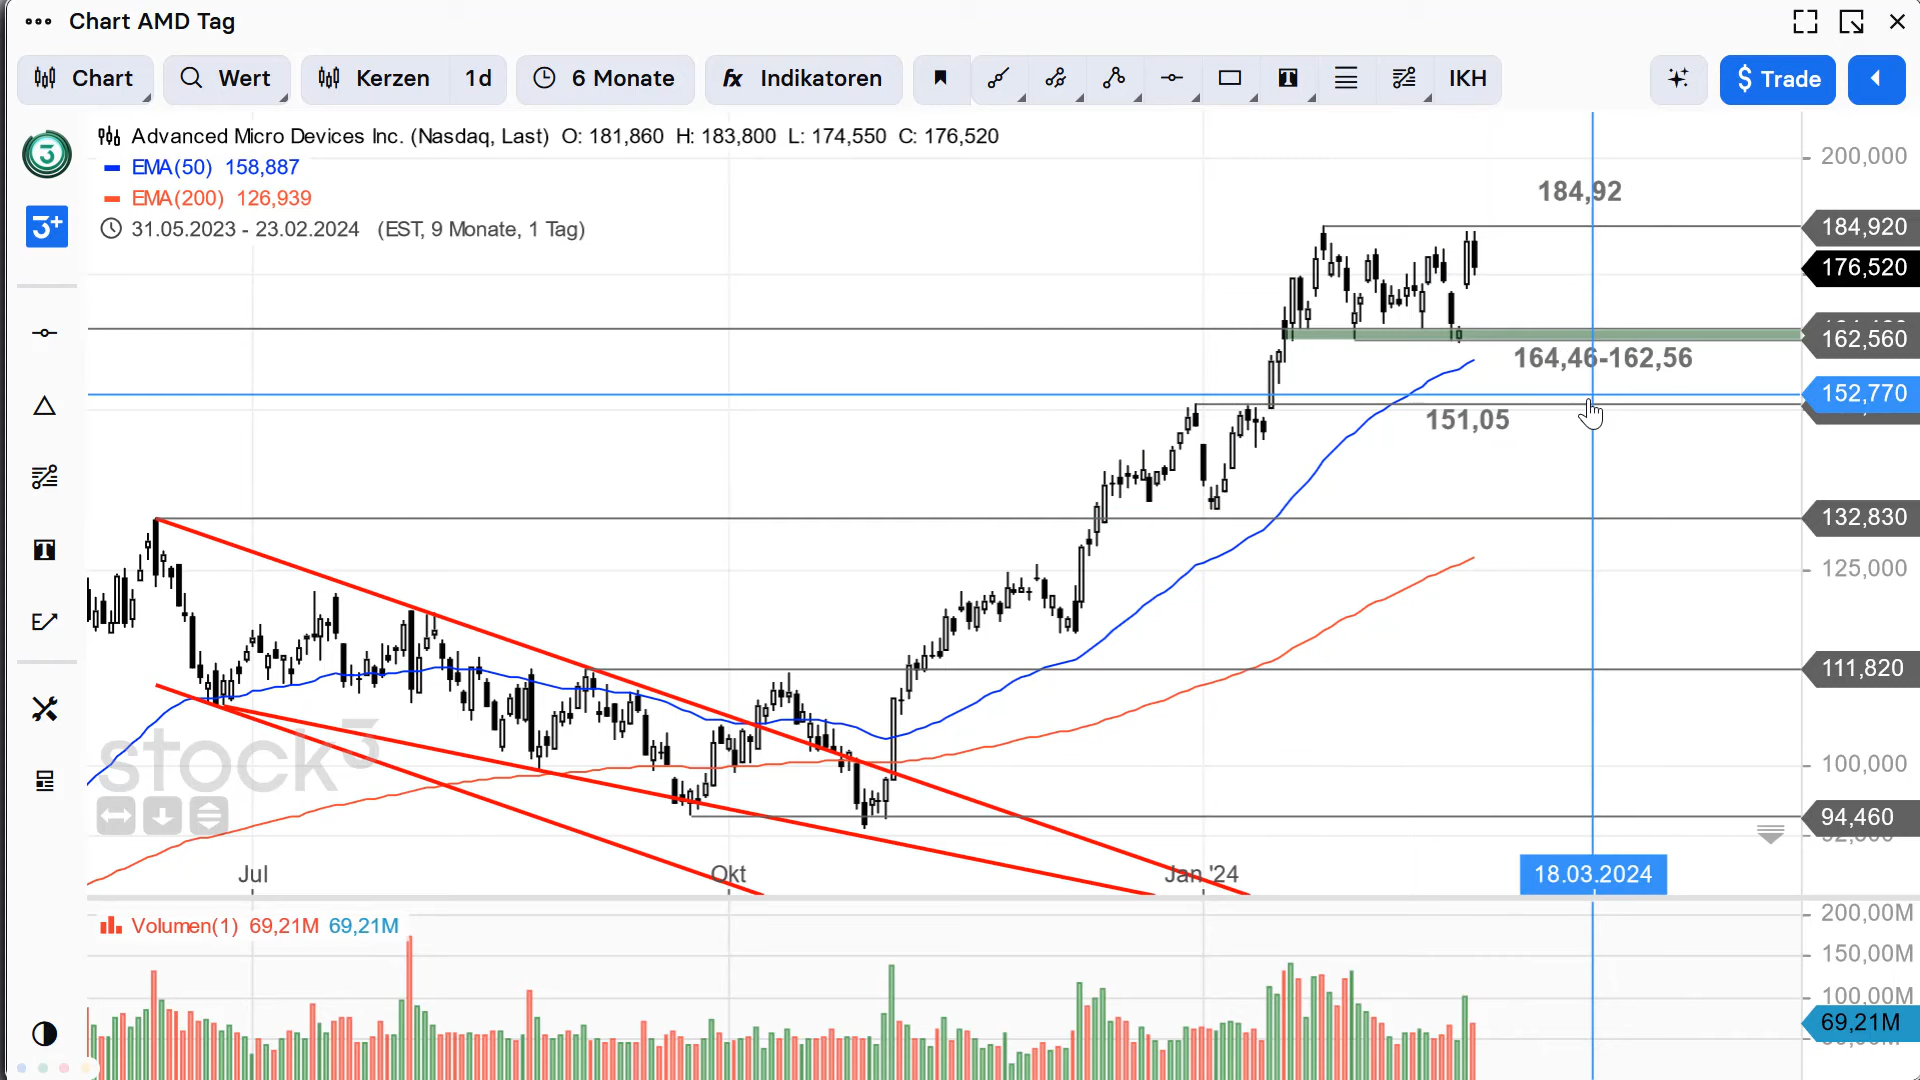 Chart AMD Tag
Chart Wert Kerzen 1d 6 Monate fx Indikatoren T IKH $ Trade
Advanced Micro Devices Inc. (Nasdaq, Last) O: 181,860 H: 183,800 L: 174,550 C: 176,520
EMA(50) 158,887
EMA(200) 126,939
31.05.2023 - 23.02.2024 (EST, 9 Monate, 1 Tag)
3
3+
T
E
200,000
184,92
184,920
176,520
162,560
164,46-162,56
152,770
151,05
132,830
125,000
111,820
100,000
94,460
stock3
Jul Okt Jan '24 18.03.2024
Volumen(1) 69,21M 69,21M
200,00M
150,00M
100,00M
69,21M